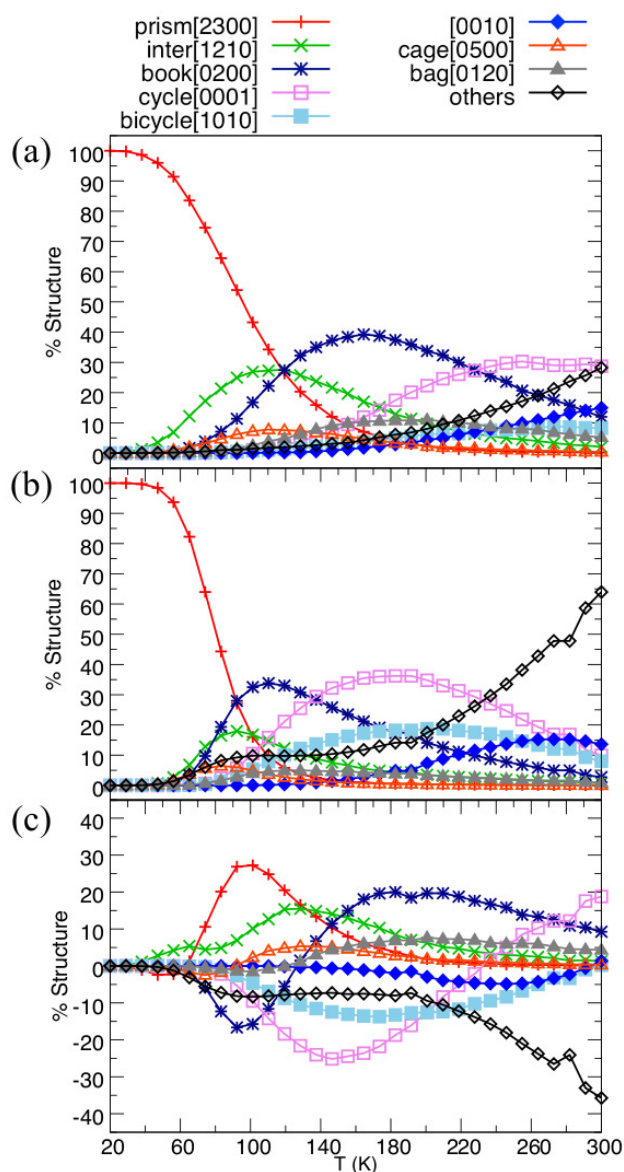 prism[2300]
inter[1210]
book[0200]
cycle[0001]
bicycle[1010]
[0010]
cage[0500]
bag[0120]
others
(a)
100
90
80
70
60
50
40
30
20
10
0
% Structure
(b)
100
90
80
70
60
50
40
30
20
10
0
% Structure
(c)
40
30
20
10
0
-10
-20
-30
-40
% Structure
20 60 100 140 180 220 260 300
T (K)